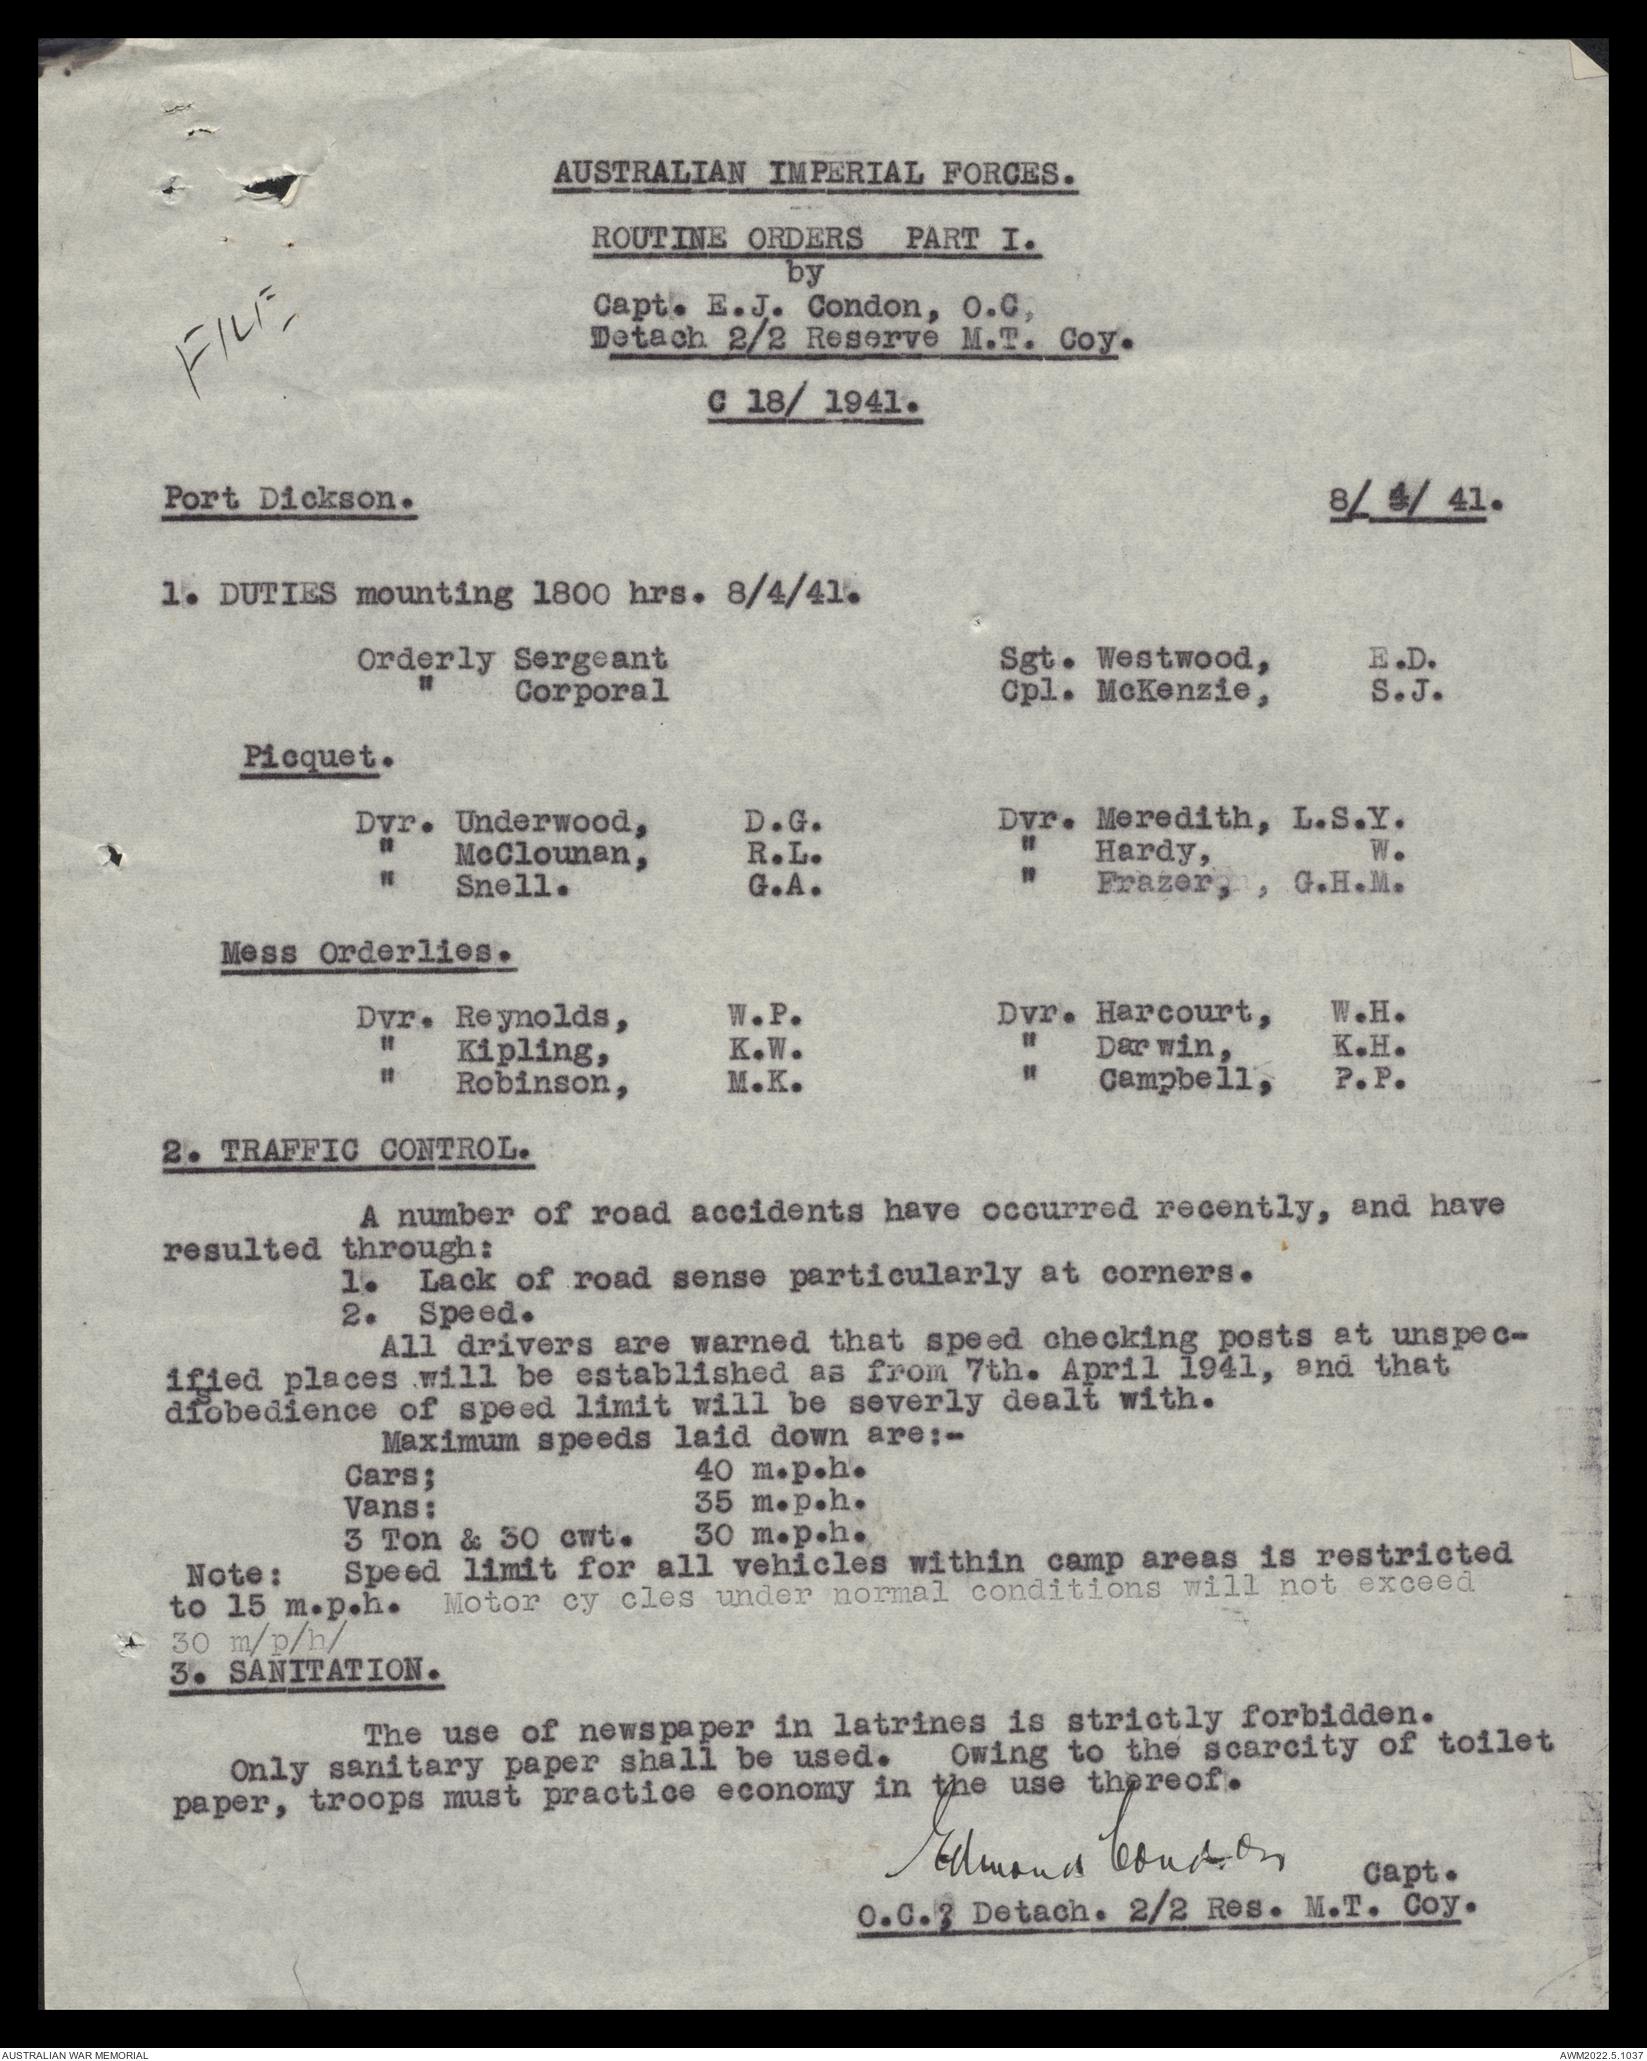 AUSTRALIAN IMPERIAL FORCES.
ROUTINE ORDERS PART I.
by
Capt. E.J. Condon, O.C,
Detach 2/2 Reserve M.T. Coy.
C 18/ 1941.
FILE
Port Dickson. 8/ 4/ 41.
1. DUTIES mounting 1800 hrs. 8/4/41.
Orderly Sergeant Sgt. Westwood, E.D.
" Corporal Cpl. McKenzie, S.J.
Picquet.
Dvr. Underwood, D.G. Dvr. Meredith, L.S.Y.
" McClounan, R.L. " Hardy, W.
" Snell. G.A. " Frazer, , G.H.M.
Mess Orderlies.
Dvr. Reynolds, W.P. Dvr. Harcourt, W.H.
" Kipling, K.W. " Darwin, K.H.
" Robinson, M.K. " Campbell, P.P.
2. TRAFFIC CONTROL.
A number of road accidents have occurred recently, and have
resulted through:
1. Lack of road sense particularly at corners.
2. Speed.
All drivers are warned that speed checking posts at unspec-
ified places will be established as from 7th. April 1941, and that
diobedience of speed limit will be severly dealt with.
Maximum speeds laid down are:-
Cars; 40 m.p.h.
Vans: 35 m.p.h.
3 Ton & 30 cwt. 30 m.p.h.
Note: Speed limit for all vehicles within camp areas is restricted
to 15 m.p.h. Motor cy cles under normal conditions will not exceed
30 m/p/h/
3. SANITATION.
The use of newspaper in latrines is strictly forbidden.
Only sanitary paper shall be used. Owing to the scarcity of toilet
paper, troops must practice economy in the use thereof.
Edmond Condon Capt.
O.C.? Detach. 2/2 Res. M.T. Coy.
AUSTRALIAN WAR MEMORIAL AWM2022.5.1037